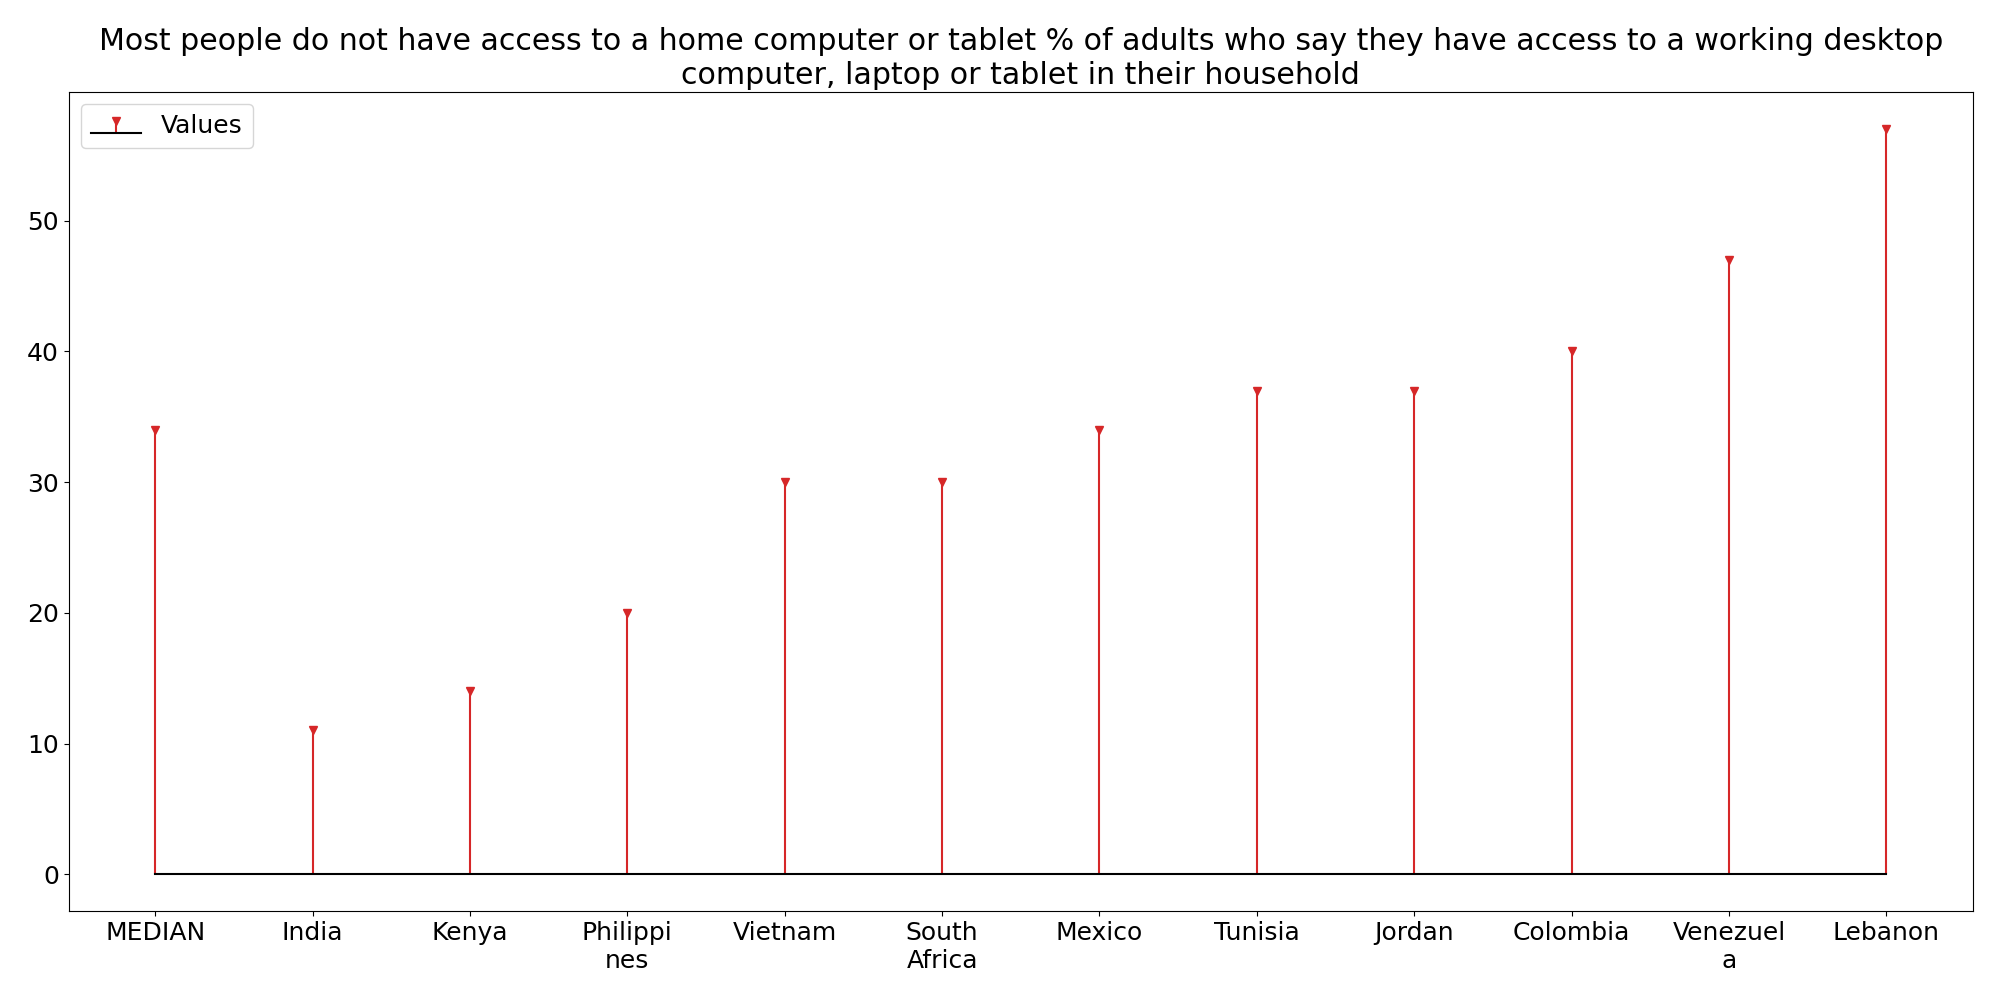 Most people do not have access to a home computer or tablet % of adults who say they have access to a working desktop
computer, laptop or tablet in their household
Values
50
40
30
20
10
0
MEDIAN
India
Kenya
Philippi
nes
Vietnam
South
Africa
Mexico
Tunisia
Jordan
Colombia
Venezuel
a
Lebanon